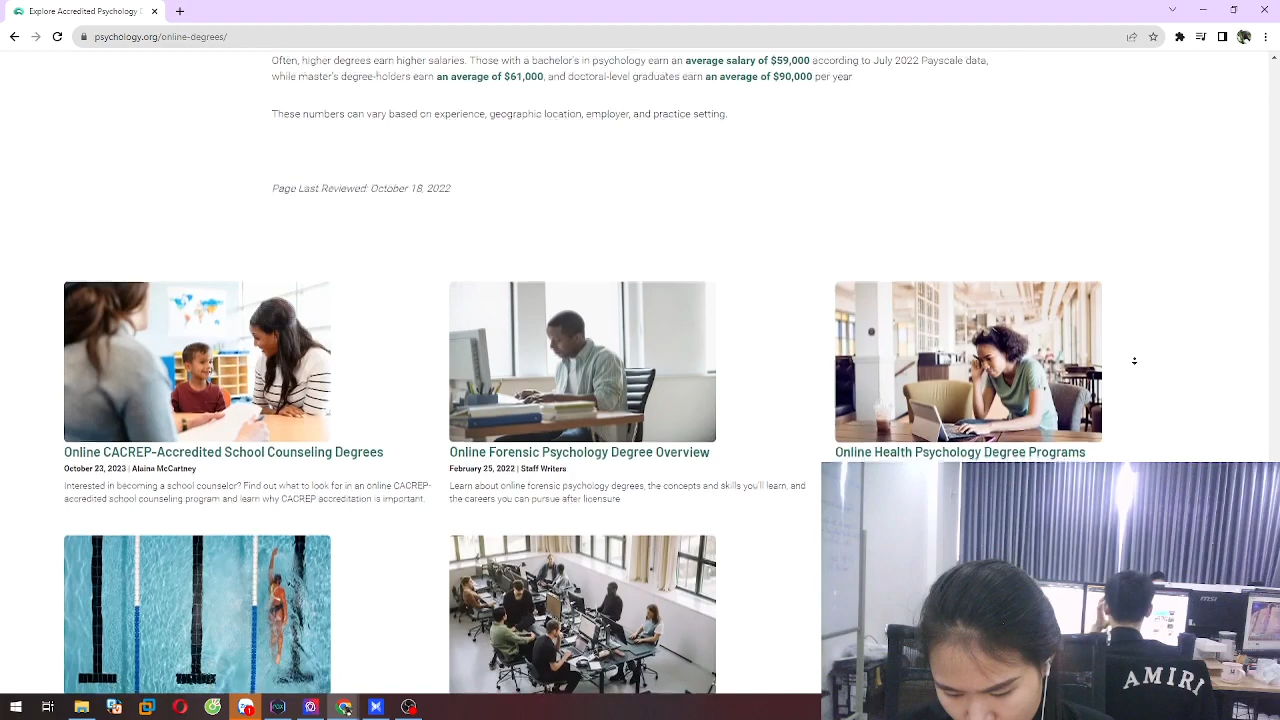 Explore Accredited Psychology
psychology.org/online-degrees/
Often, higher degrees earn higher salaries. Those with a bachelor's in psychology earn an average salary of $59,000 according to July 2022 Payscale data,
while master's degree-holders earn an average of $61,000, and doctoral-level graduates earn an average of $90,000 per year.
These numbers can vary based on experience, geographic location, employer, and practice setting.
Page Last Reviewed: October 18, 2022
Online CACREP-Accredited School Counseling Degrees
October 23, 2023 | Alaina McCartney
Interested in becoming a school counselor? Find out what to look for in an online CACREP-
accredited school counseling program and learn why CACREP accreditation is important.
Online Forensic Psychology Degree Overview
February 25, 2022 | Staff Writers
Learn about online forensic psychology degrees, the concepts and skills you'll learn, and
the careers you can pursue after licensure
Online Health Psychology Degree Programs
msi
AMIRI